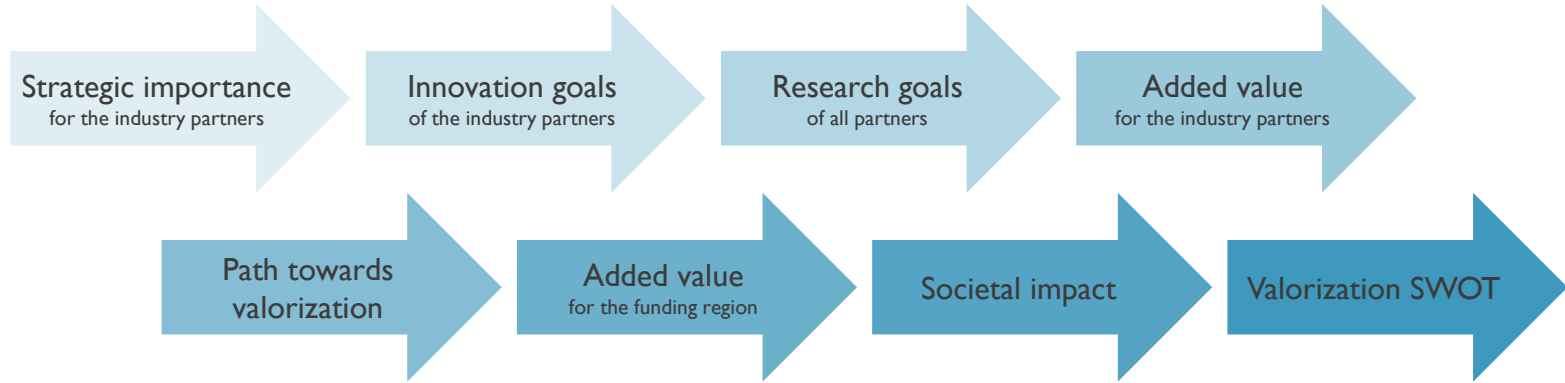 Strategic importance
for the industry partners
Innovation goals
of the industry partners
Research goals
of all partners
Added value
for the industry partners
Path towards
valorization
Added value
for the funding region
Societal impact
Valorization SWOT